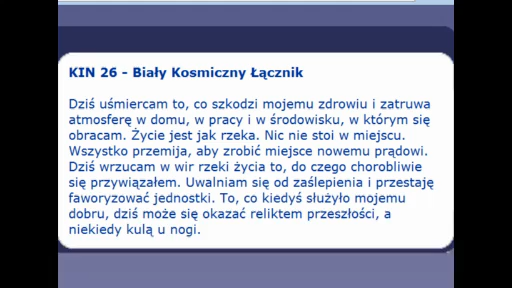 KIN 26 - Biały Kosmiczny Łącznik
Dziś uśmiercam to, co szkodzi mojemu zdrowiu i zatruwa
atmosferę w domu, w pracy i w środowisku, w którym się
obracam. Życie jest jak rzeka. Nic nie stoi w miejscu.
Wszystko przemija, aby zrobić miejsce nowemu prądowi.
Dziś wrzucam w wir rzeki życia to, do czego chorobliwie
się przywiązałem. Uwalniam się od zaślepienia i przestaję
faworyzować jednostki. To, co kiedyś służyło mojemu
dobru, dziś może się okazać reliktem przeszłości, a
niekiedy kulą u nogi.